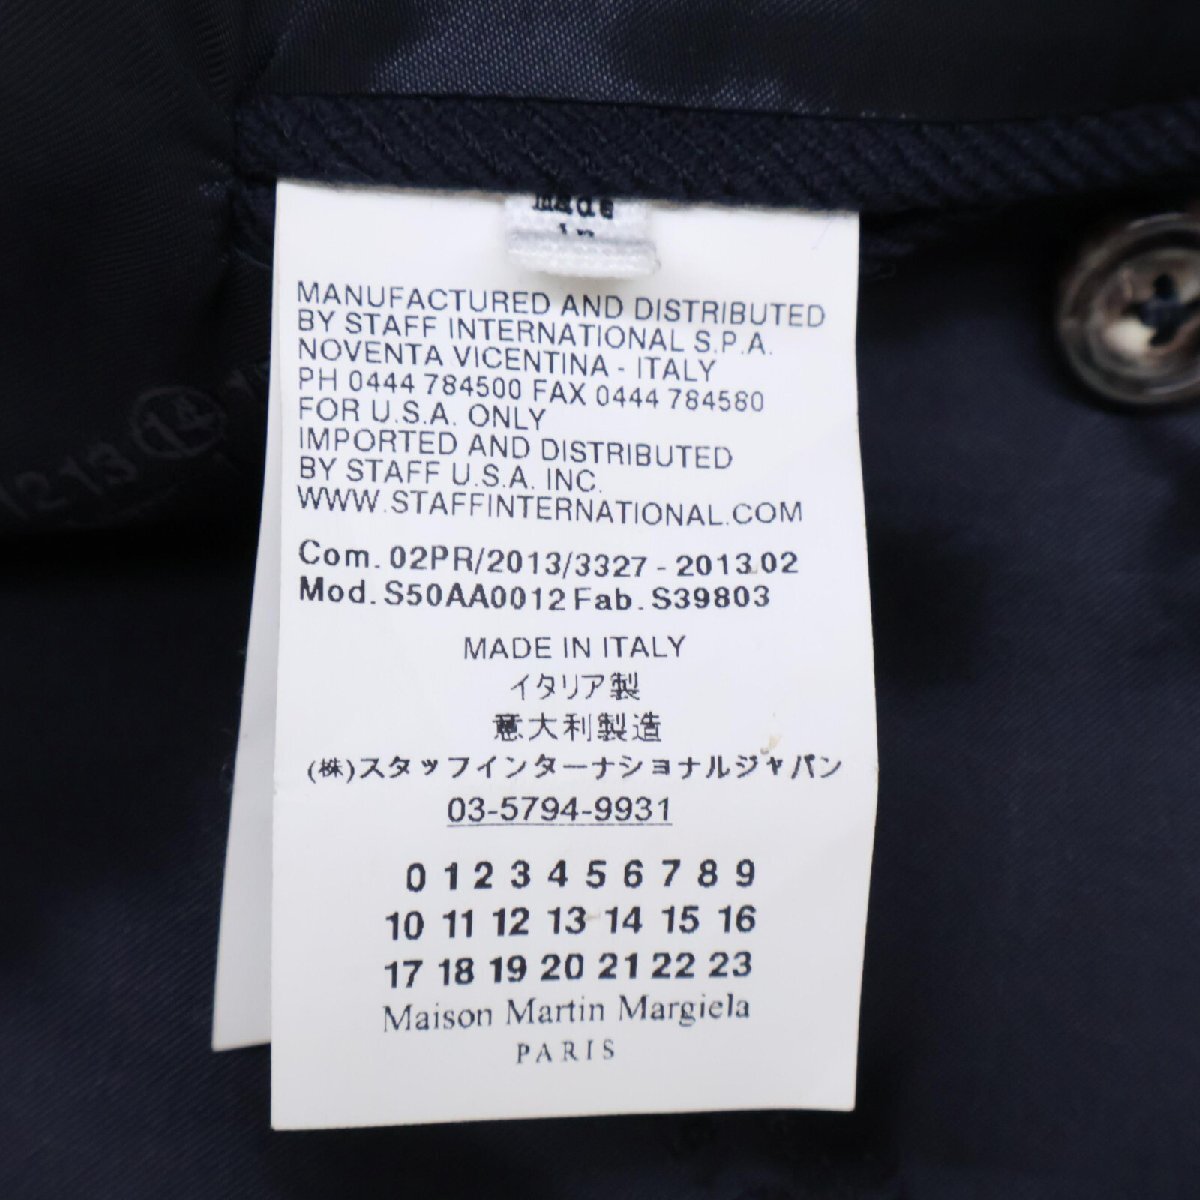 Made
in
MANUFACTURED AND DISTRIBUTED
BY STAFF INTERNATIONAL S.P.A.
NOVENTA VICENTINA - ITALY
PH 0444 784500 FAX 0444 784580
FOR U.S.A. ONLY
IMPORTED AND DISTRIBUTED
BY STAFF U.S.A. INC.
WWW.STAFFINTERNATIONAL.COM
Com. 02PR/2013/3327 - 2013.02
Mod. S50AA0012 Fab. S39803
MADE IN ITALY
イタリア製
意大利製造
(株)スタッフインターナショナルジャパン
03-5794-9931
0 1 2 3 4 5 6 7 8 9
10 11 12 13 14 15 16
17 18 19 20 21 22 23
Maison Martin Margiela
PARIS
12 13 14